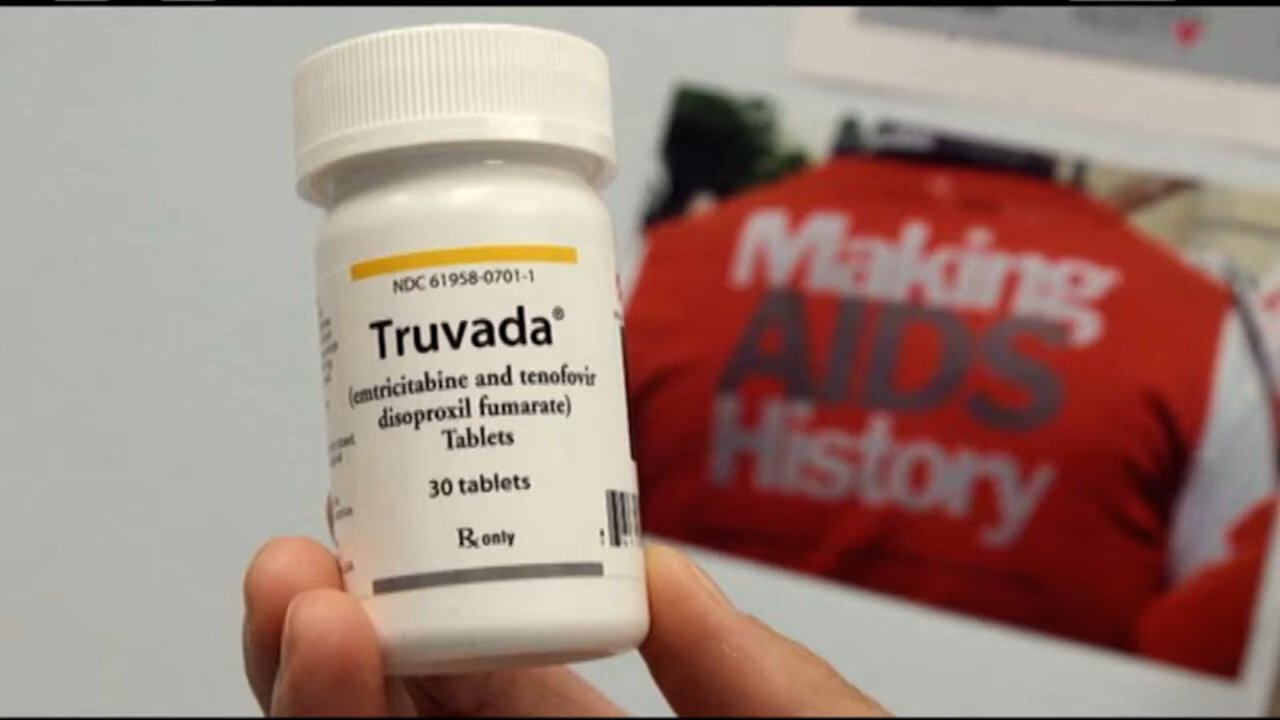 NDC 61958-0701-1
Truvada®
(emtricitabine and tenofovir
disoproxil fumarate)
Tablets
30 tablets
Rx only
Making
AIDS
History